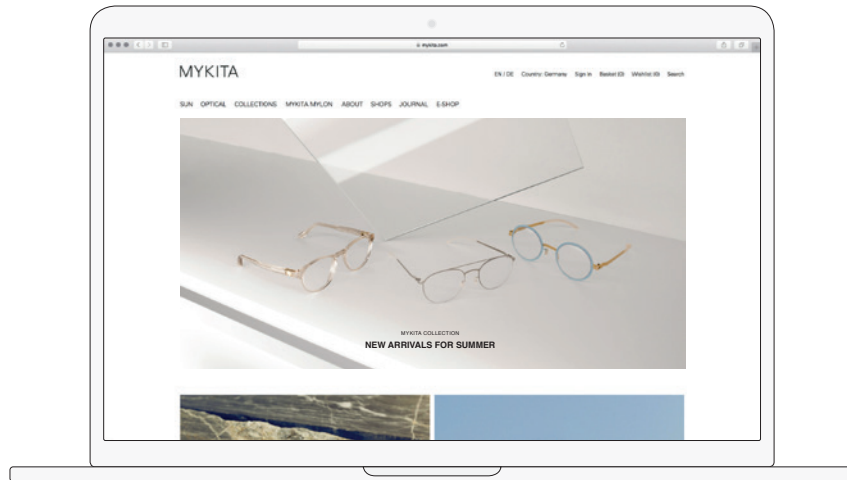 mykita.com
MYKITA
EN / DE Country: Germany Sign In Basket (0) Wishlist (0) Search
SUN OPTICAL COLLECTIONS MYKITA MYLON ABOUT SHOPS JOURNAL E-SHOP
MYKITA COLLECTION
NEW ARRIVALS FOR SUMMER